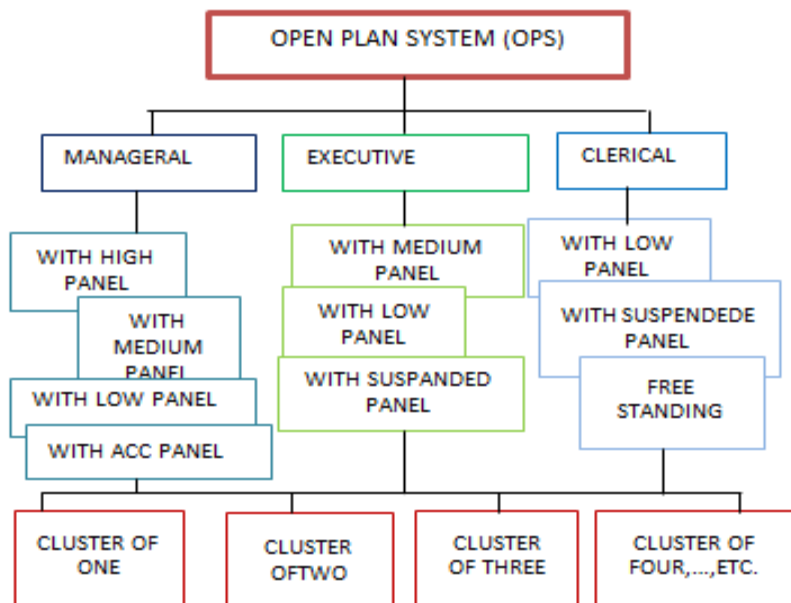 OPEN PLAN SYSTEM (OPS)
MANAGERAL
EXECUTIVE
CLERICAL
WITH HIGH
PANEL
WITH
MEDIUM
PANEL
WITH LOW PANEL
WITH ACC PANEL
WITH MEDIUM
PANEL
WITH LOW
PANEL
WITH SUSPANDED
PANEL
WITH LOW
PANEL
WITH SUSPENDEDE
PANEL
FREE
STANDING
CLUSTER OF
ONE
CLUSTER
OFTWO
CLUSTER
OF THREE
CLUSTER OF
FOUR,...,ETC.